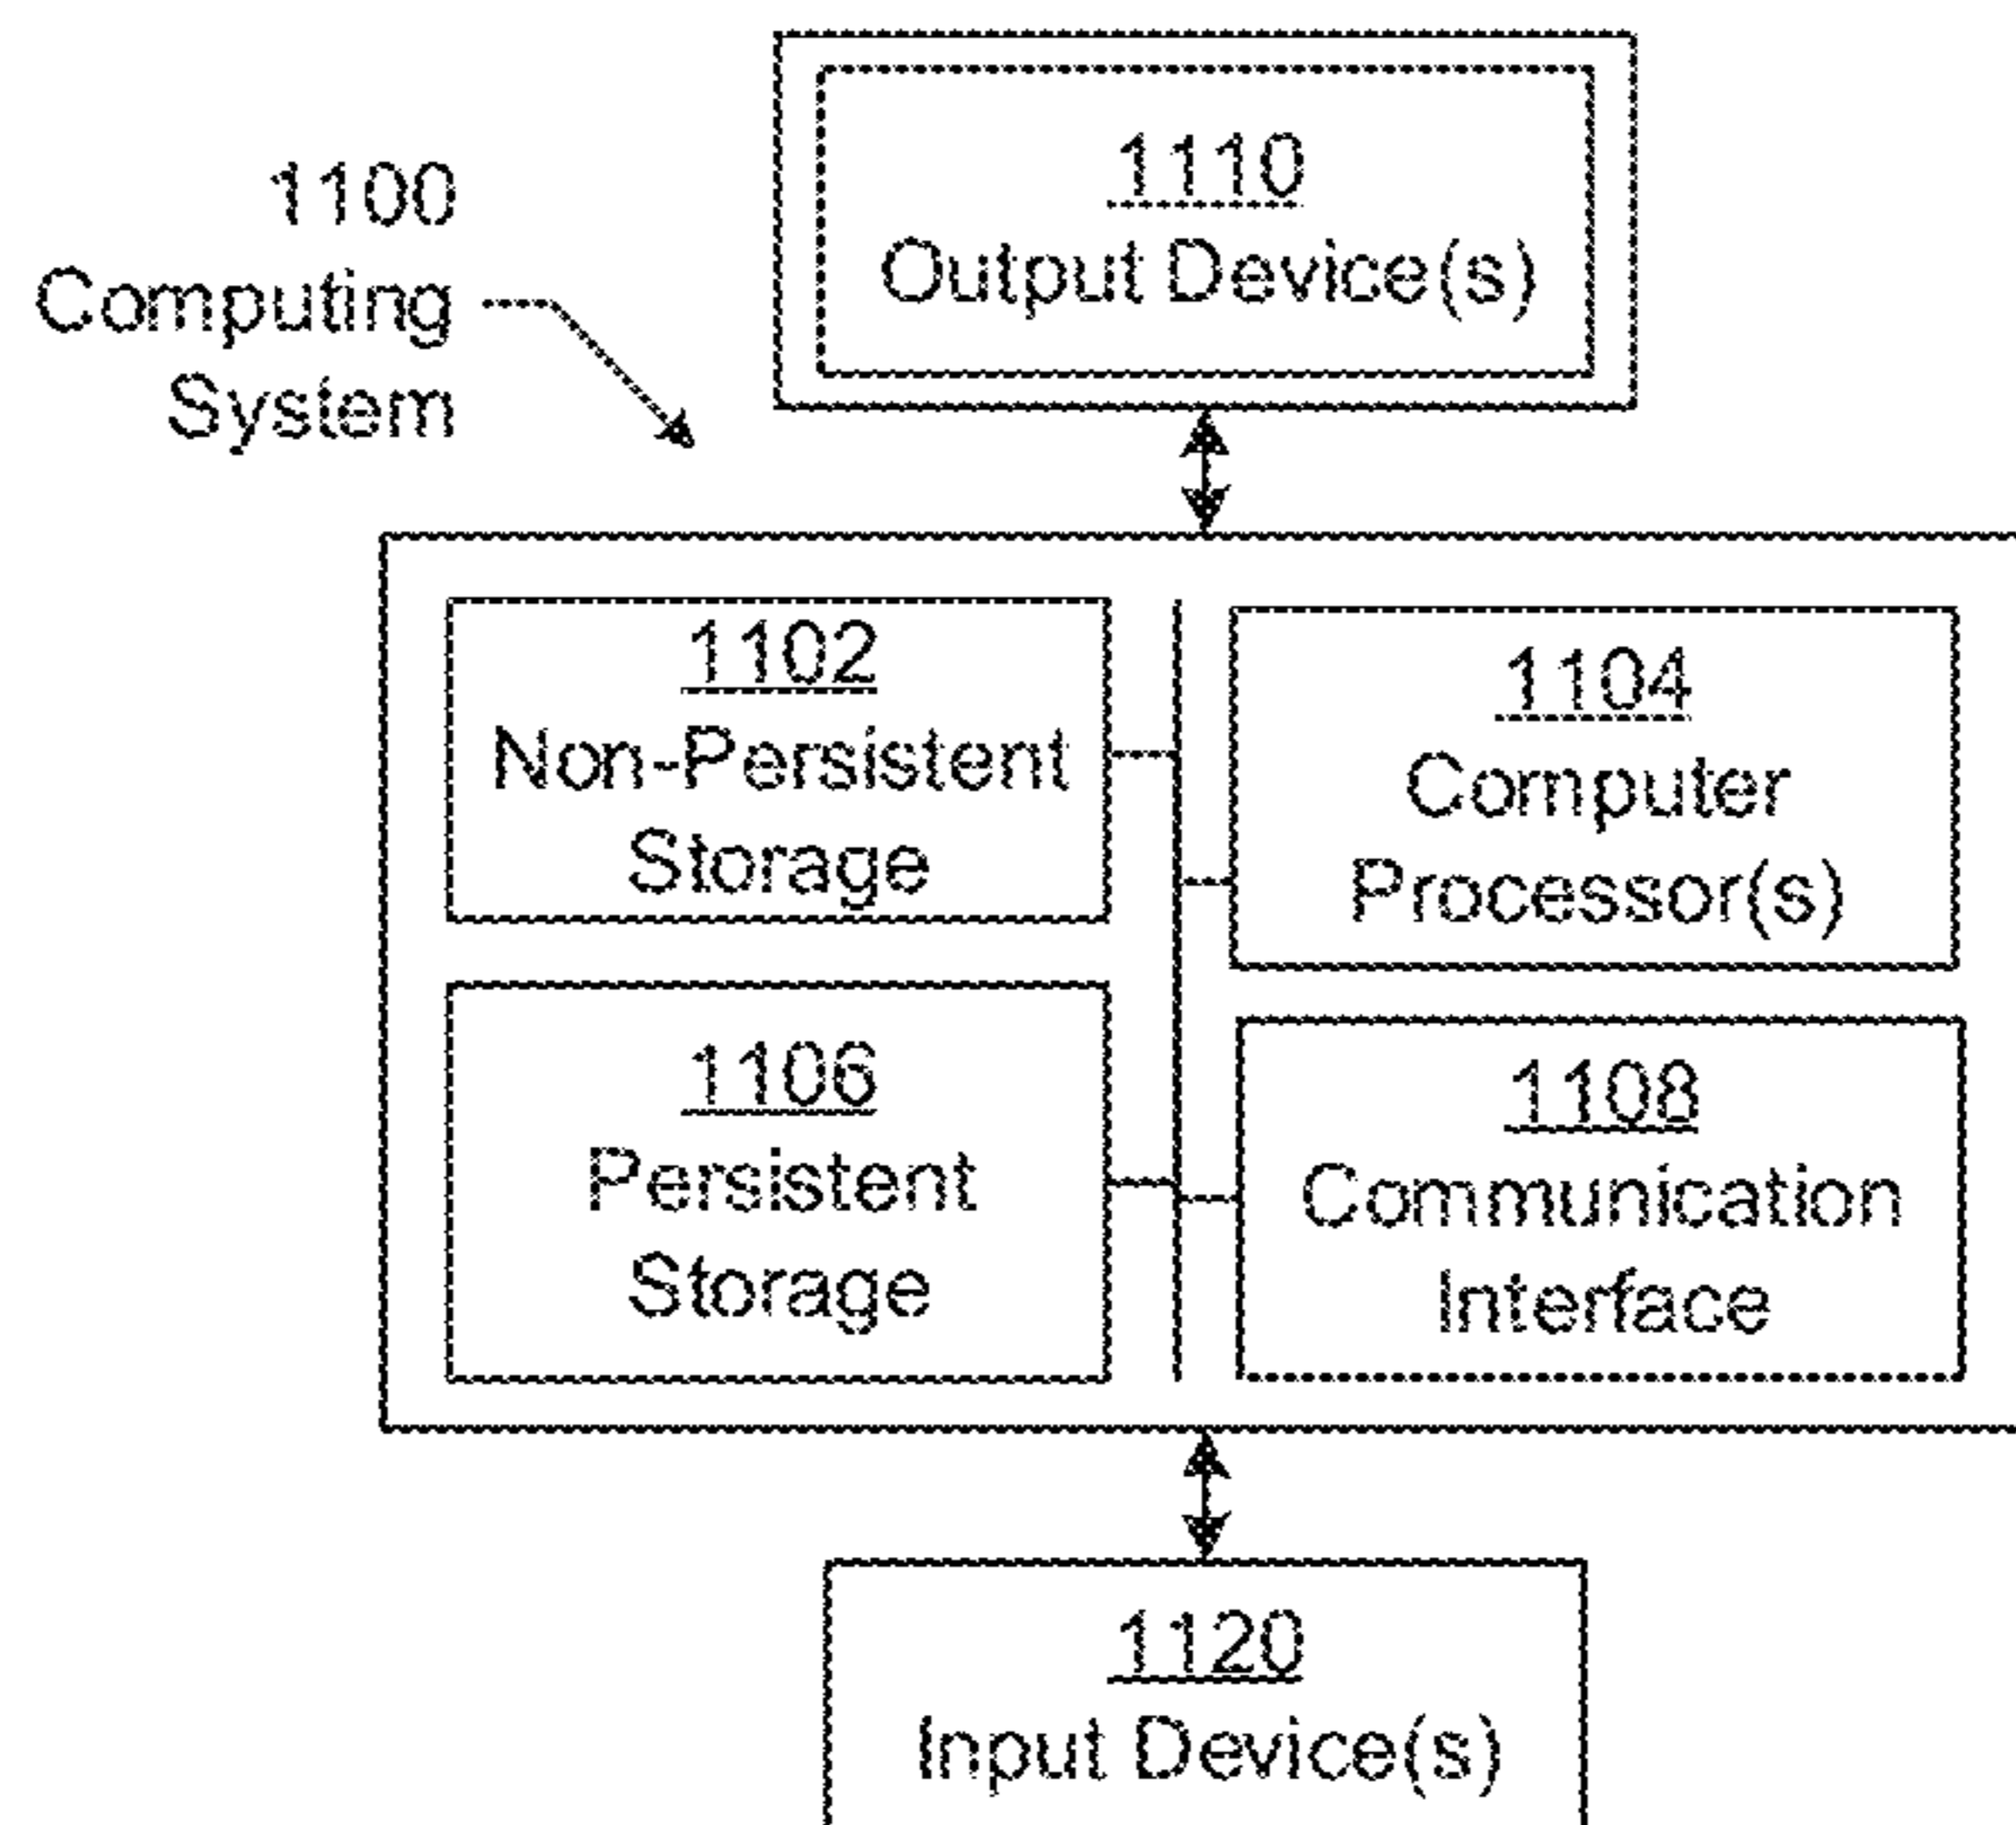 1110
Output Device(s)
1100
Computing
System
1102
Non-Persistent
Storage
1104
Computer
Processor(s)
1106
Persistent
Storage
1108
Communication
Interface
1120
Input Device(s)